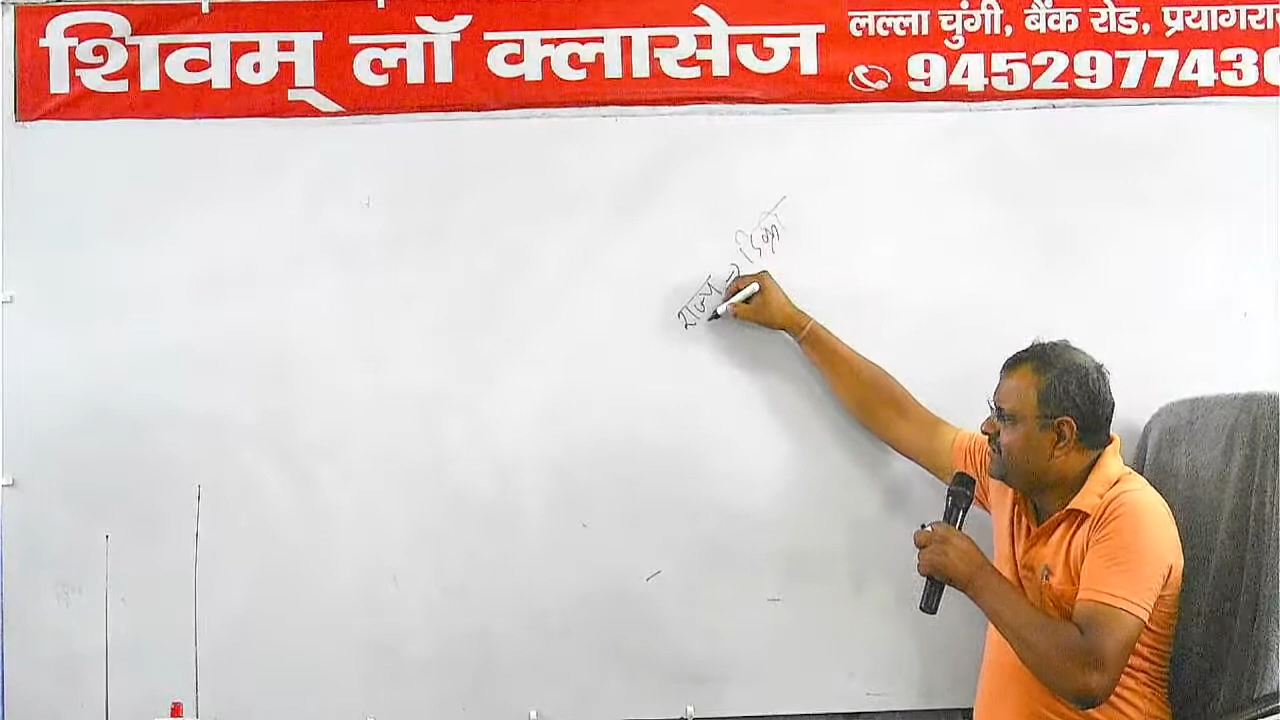 शिवम् लॉ क्लासेज
लल्ला चुंगी, बैंक रोड, प्रयागरा
945297743
राज्य → डिक्री